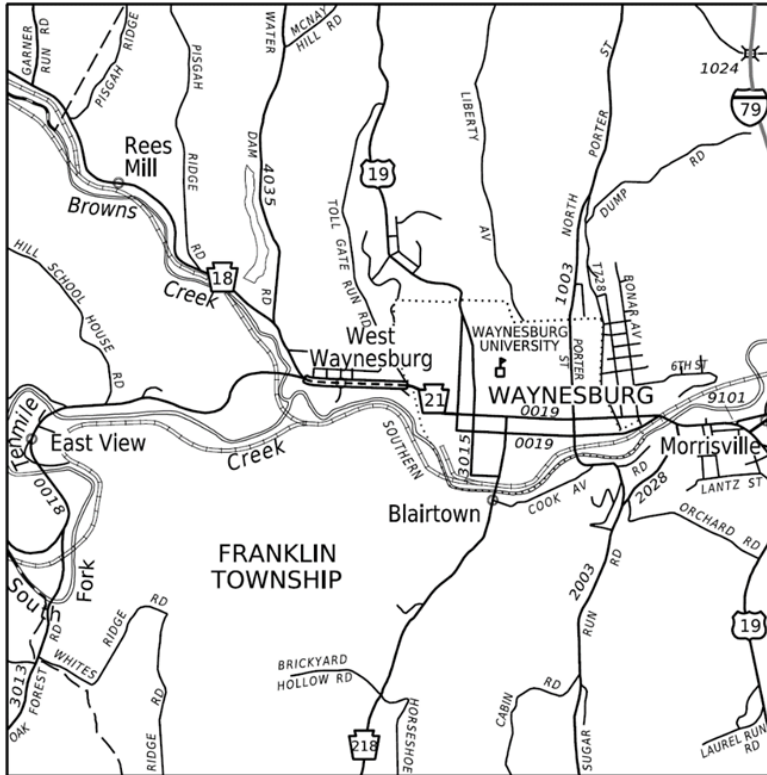 GARNER
RUN RD
PISGAH
RIDGE
PISGAH
RIDGE
RD
WATER
DAM
4035
RD
MCNAY
HILL RD
19
LIBERTY
AV
NORTH
PORTER
ST
1003
DUMP
RD
1024
79
Rees
Mill
Browns
Creek
18
HILL SCHOOL HOUSE
RD
TOLL GATE RUN RD
West
Waynesburg
WAYNESBURG
UNIVERSITY
PORTER
ST
T728
BONAR AV
6TH ST
9101
21
WAYNESBURG
0019
0019
3015
Tenmile
East View
Creek
SOUTHERN
Morrisville
LANTZ ST
0018
Blairtown
COOK AV
RD
2028
ORCHARD RD
FRANKLIN
TOWNSHIP
South
Fork
2003
RUN
RD
SUGAR
19
RD
WHITES
RIDGE
RD
RIDGE
RD
3013
OAK FOREST
BRICKYARD
HOLLOW RD
HORSESHOE
218
CABIN
RD
LAUREL RUN
RD